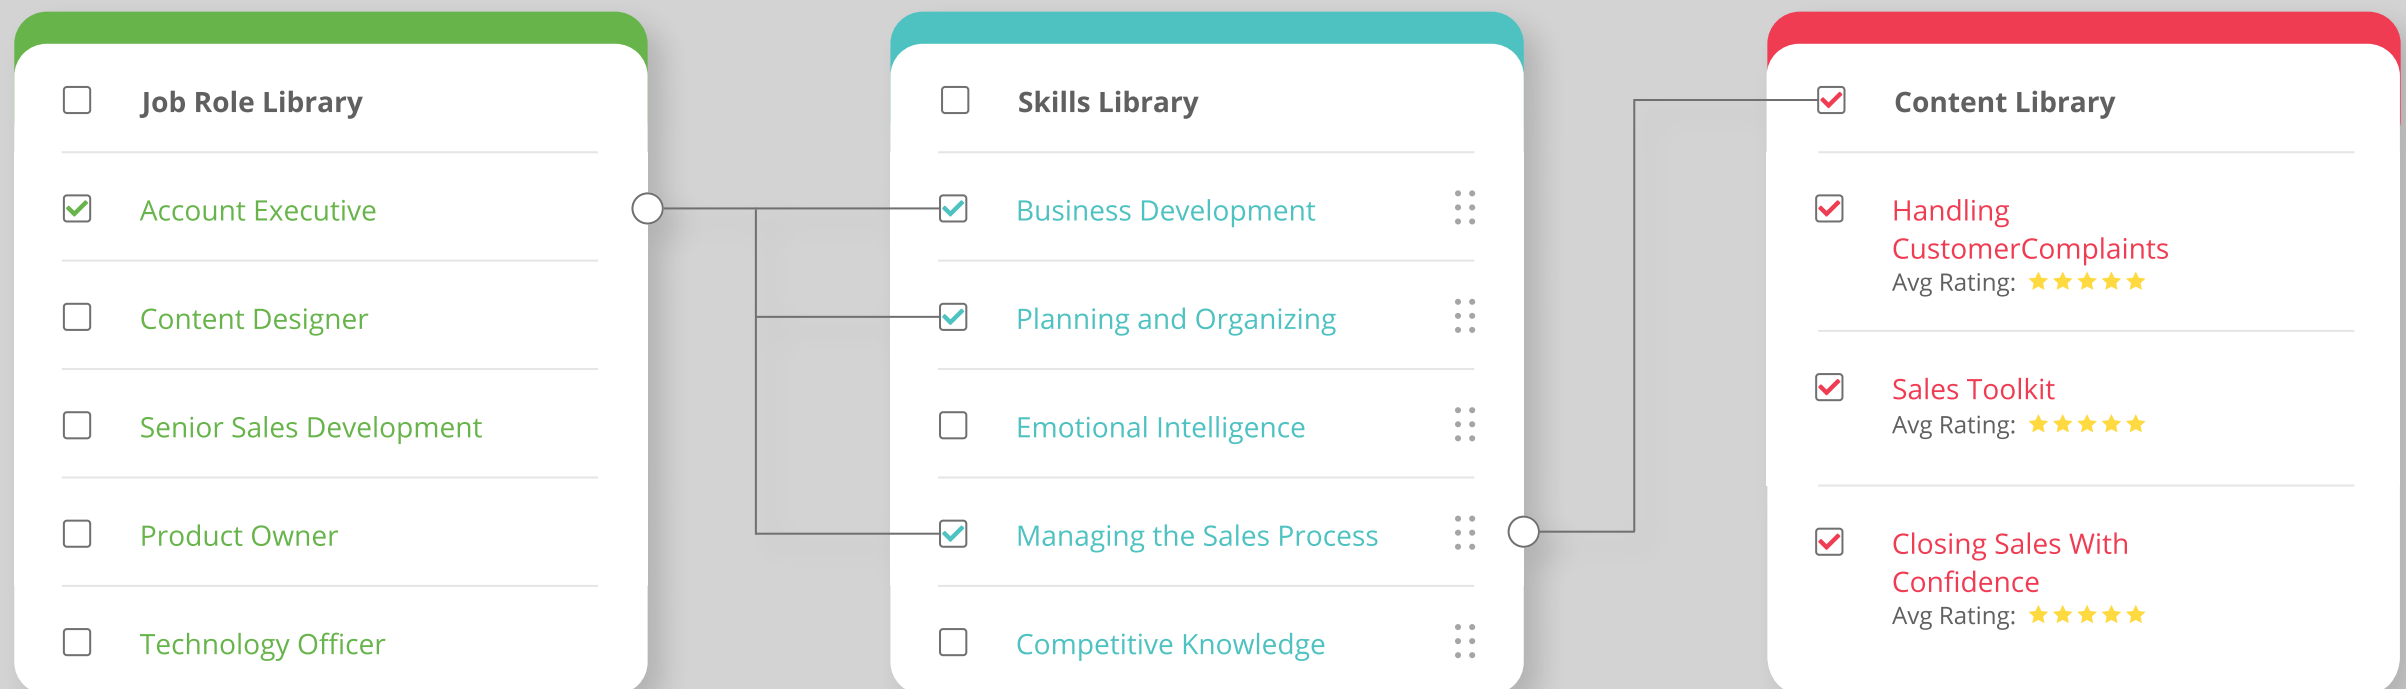 Job Role Library
Account Executive
Content Designer
Senior Sales Development
Product Owner
Technology Officer
Skills Library
Business Development
Planning and Organizing
Emotional Intelligence
Managing the Sales Process
Competitive Knowledge
Content Library
Handling
CustomerComplaints
Avg Rating:
Sales Toolkit
Avg Rating:
Closing Sales With
Confidence
Avg Rating: